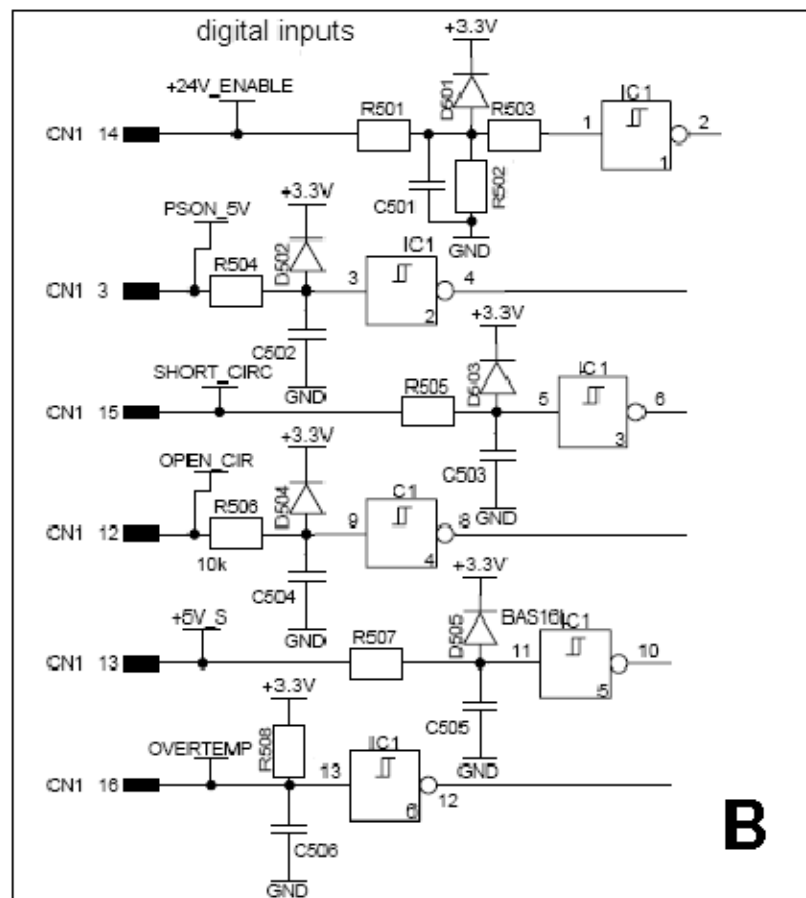 digital inputs
+3.3V
+24V_ENABLE
D501
IC1
R501
R503
CN1 14
1
2
1
C501
R502
GND
PSON_5V
+3.3V
D502
IC1
R504
CN1 3
3
4
2
C502
GND
+3.3V
SHORT_CIRC
D503
IC1
R505
CN1 15
5
6
3
C503
GND
+3.3V
OPEN_CIR
D504
C1
R506
CN1 12
9
8
4
10k
C504
GND
+3.3V
+5V_S
D505
BAS16
IC1
R507
CN1 13
11
10
5
C505
GND
+3.3V
R508
OVERTEMP
IC1
CN1 16
13
12
6
C506
GND
B